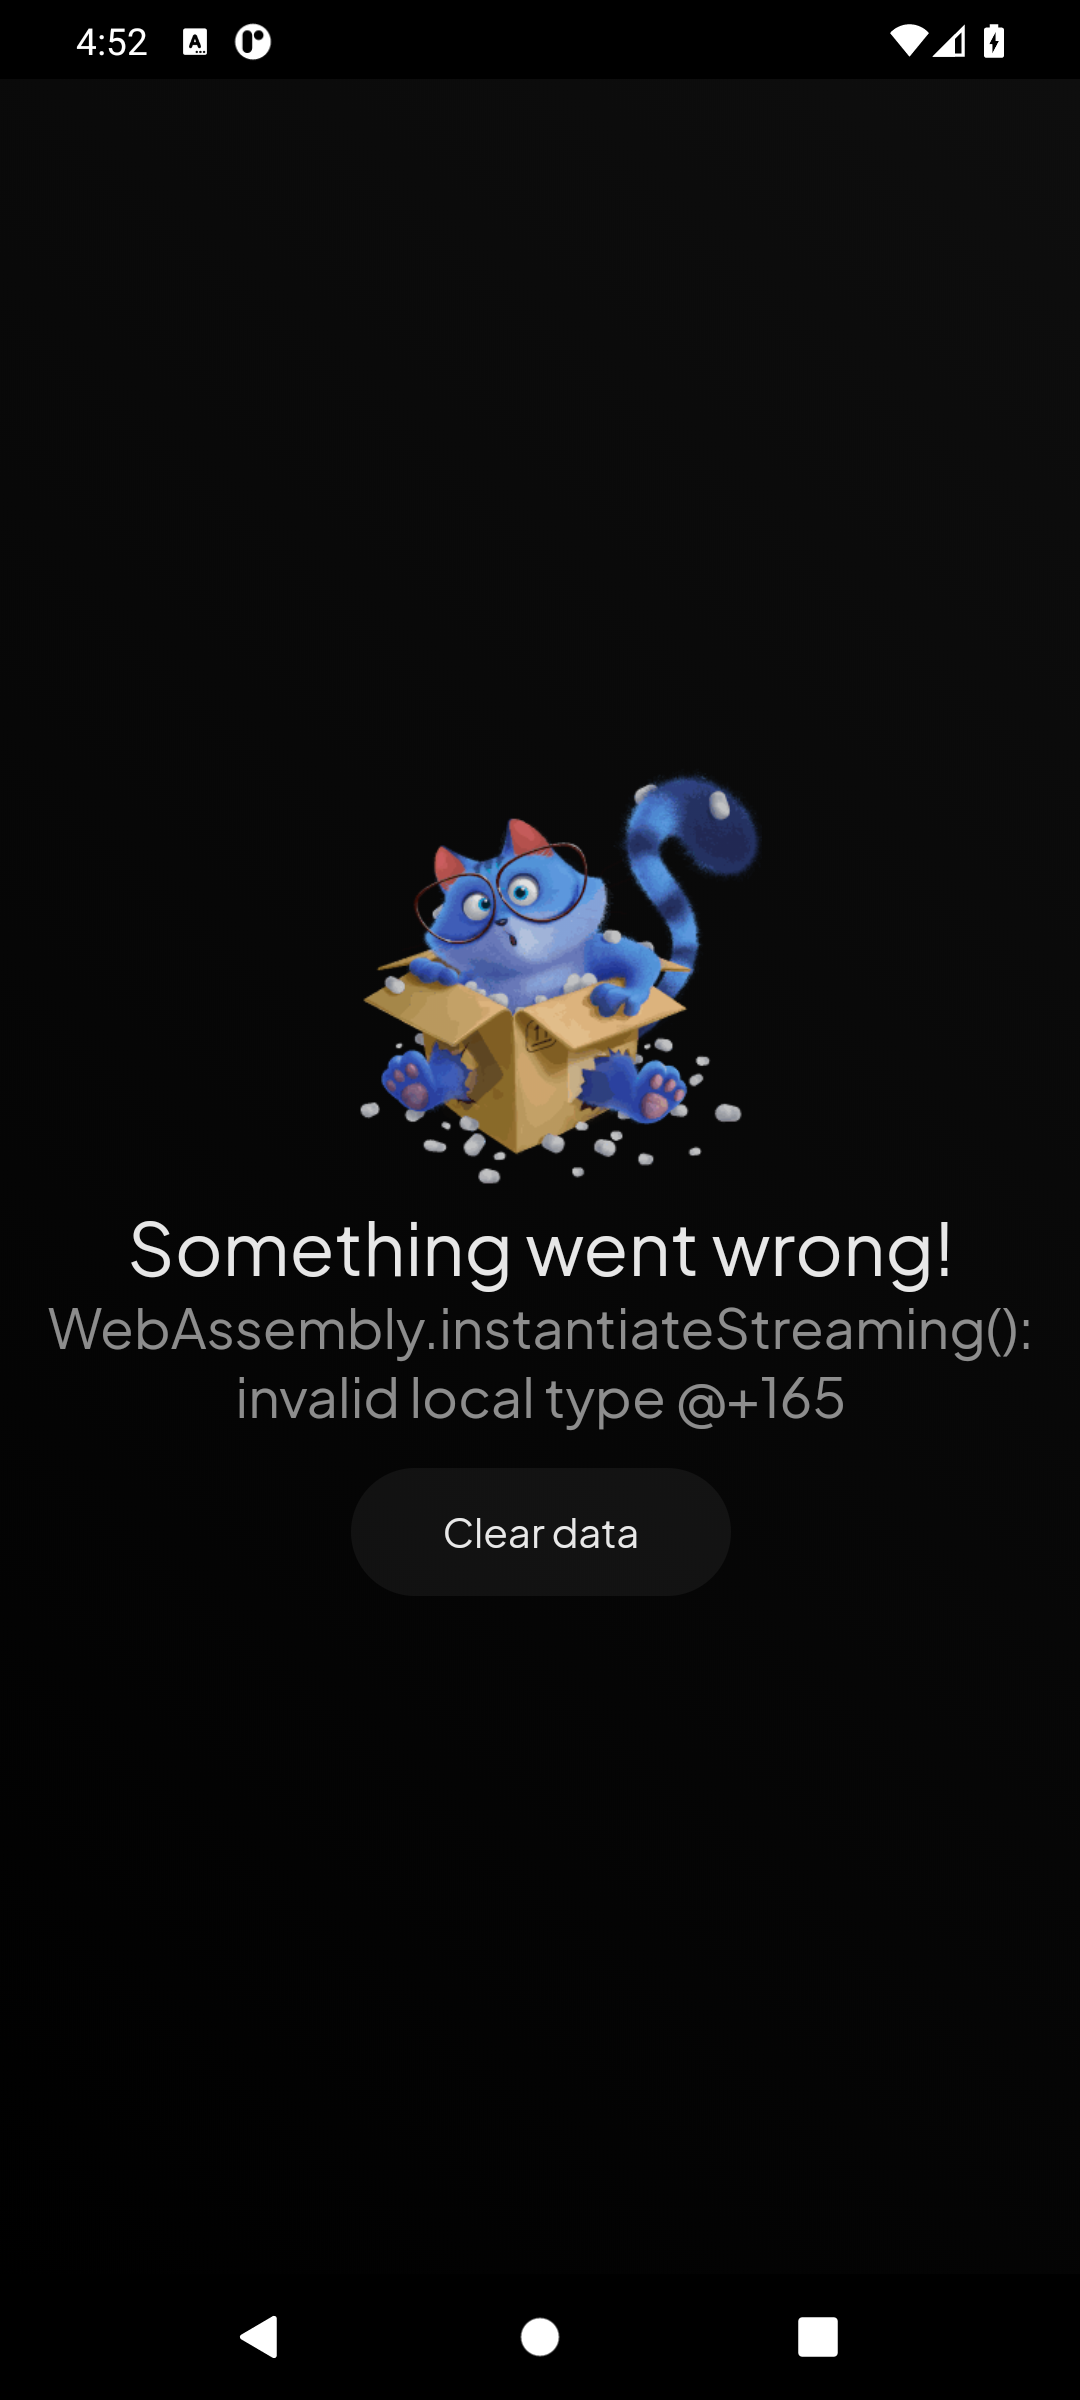 4:52
A
Something went wrong!
WebAssembly.instantiateStreaming():
invalid local type @+165
Clear data